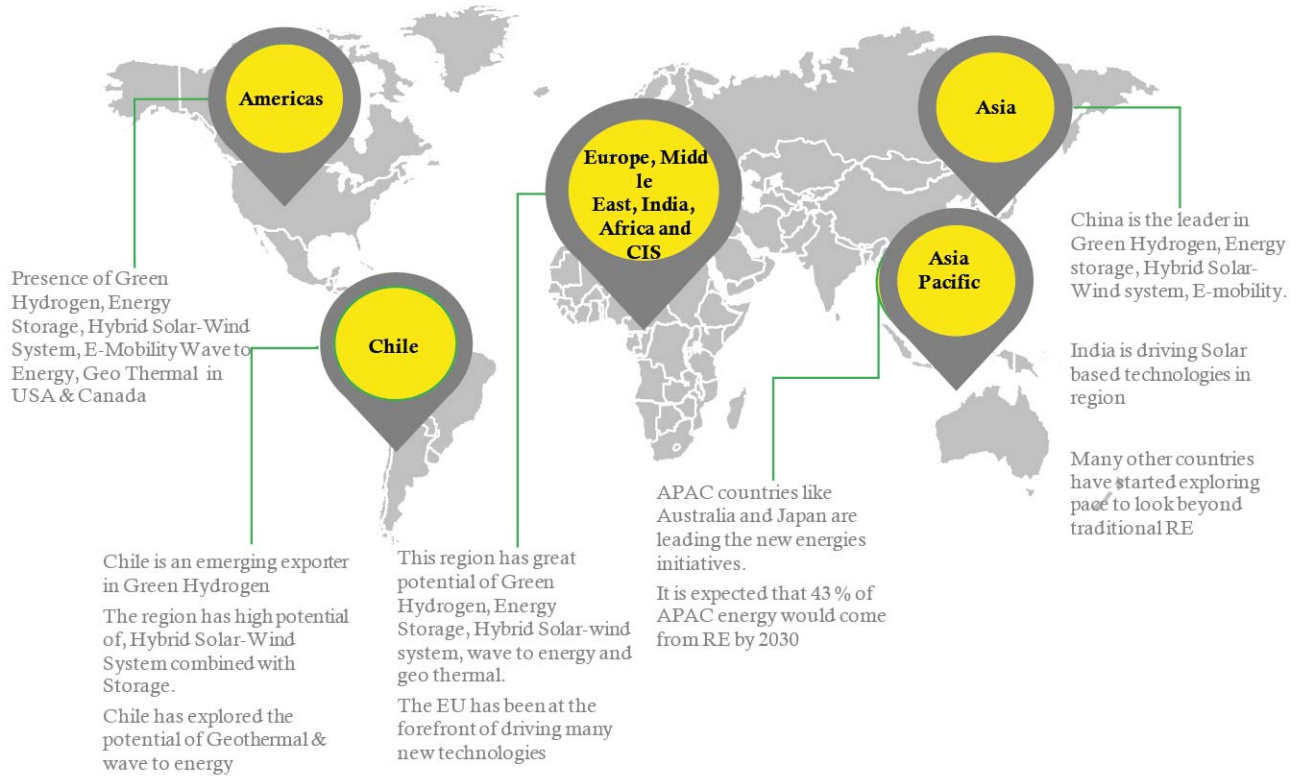 Americas
Presence of Green
Hydrogen, Energy
Storage, Hybrid Solar-Wind
System, E-Mobility Wave to
Energy, Geo Thermal in
USA & Canada
Chile
Chile is an emerging exporter
in Green Hydrogen
The region has high potential
of, Hybrid Solar-Wind
System combined with
Storage.
Chile has explored the
potential of Geothermal &
wave to energy
Europe, Midd
le
East, India,
Africa and
CIS
This region has great
potential of Green
Hydrogen, Energy
Storage, Hybrid Solar-wind
system, wave to energy and
geo thermal.
The EU has been at the
forefront of driving many
new technologies
Asia
Pacific
APAC countries like
Australia and Japan are
leading the new energies
initiatives.
It is expected that 43 % of
APAC energy would come
from RE by 2030
Asia
China is the leader in
Green Hydrogen, Energy
storage, Hybrid Solar-
Wind system, E-mobility.
India is driving Solar
based technologies in
region
Many other countries
have started exploring
pace to look beyond
traditional RE